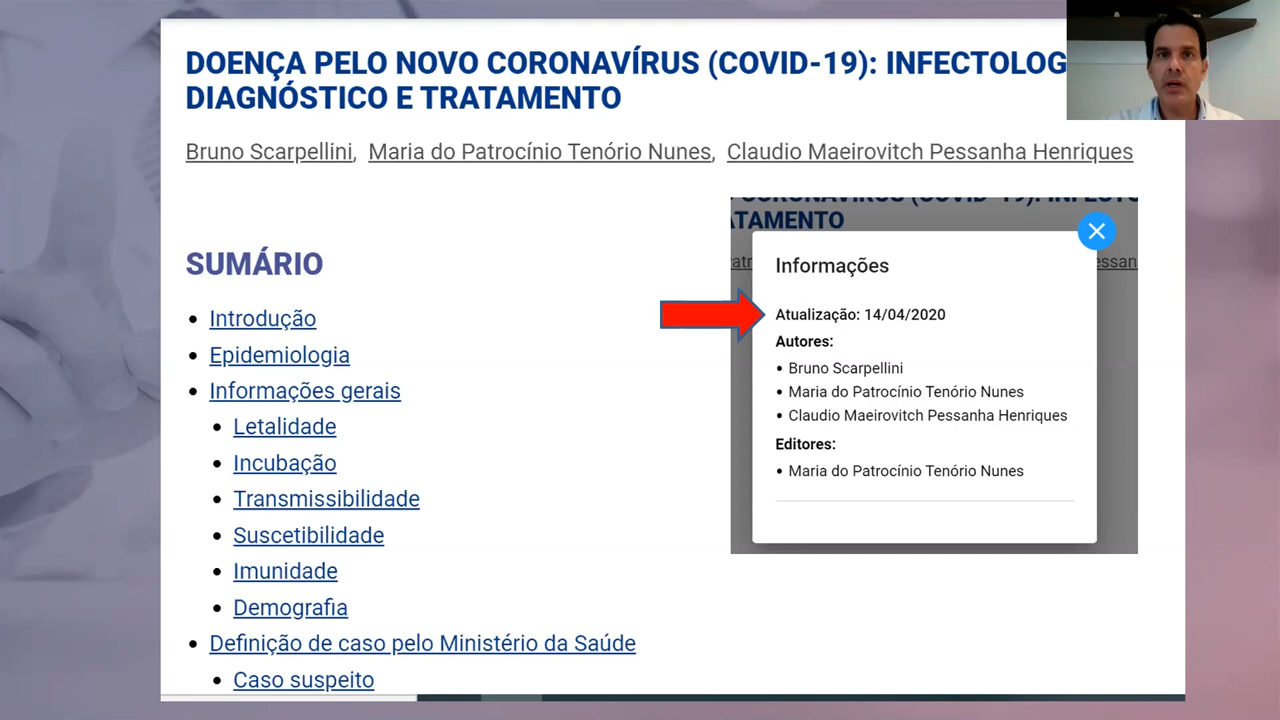 DOENÇA PELO NOVO CORONAVÍRUS (COVID-19): INFECTOLOG
DIAGNÓSTICO E TRATAMENTO
Bruno Scarpellini, Maria do Patrocínio Tenório Nunes, Claudio Maeirovitch Pessanha Henriques
SUMÁRIO
• Introdução
• Epidemiologia
• Informações gerais
• Letalidade
• Incubação
• Transmissibilidade
• Suscetibilidade
• Imunidade
• Demografia
• Definição de caso pelo Ministério da Saúde
• Caso suspeito
ATAMENTO
Informações
Atualização: 14/04/2020
Autores:
• Bruno Scarpellini
• Maria do Patrocínio Tenório Nunes
• Claudio Maeirovitch Pessanha Henriques
Editores:
• Maria do Patrocínio Tenório Nunes